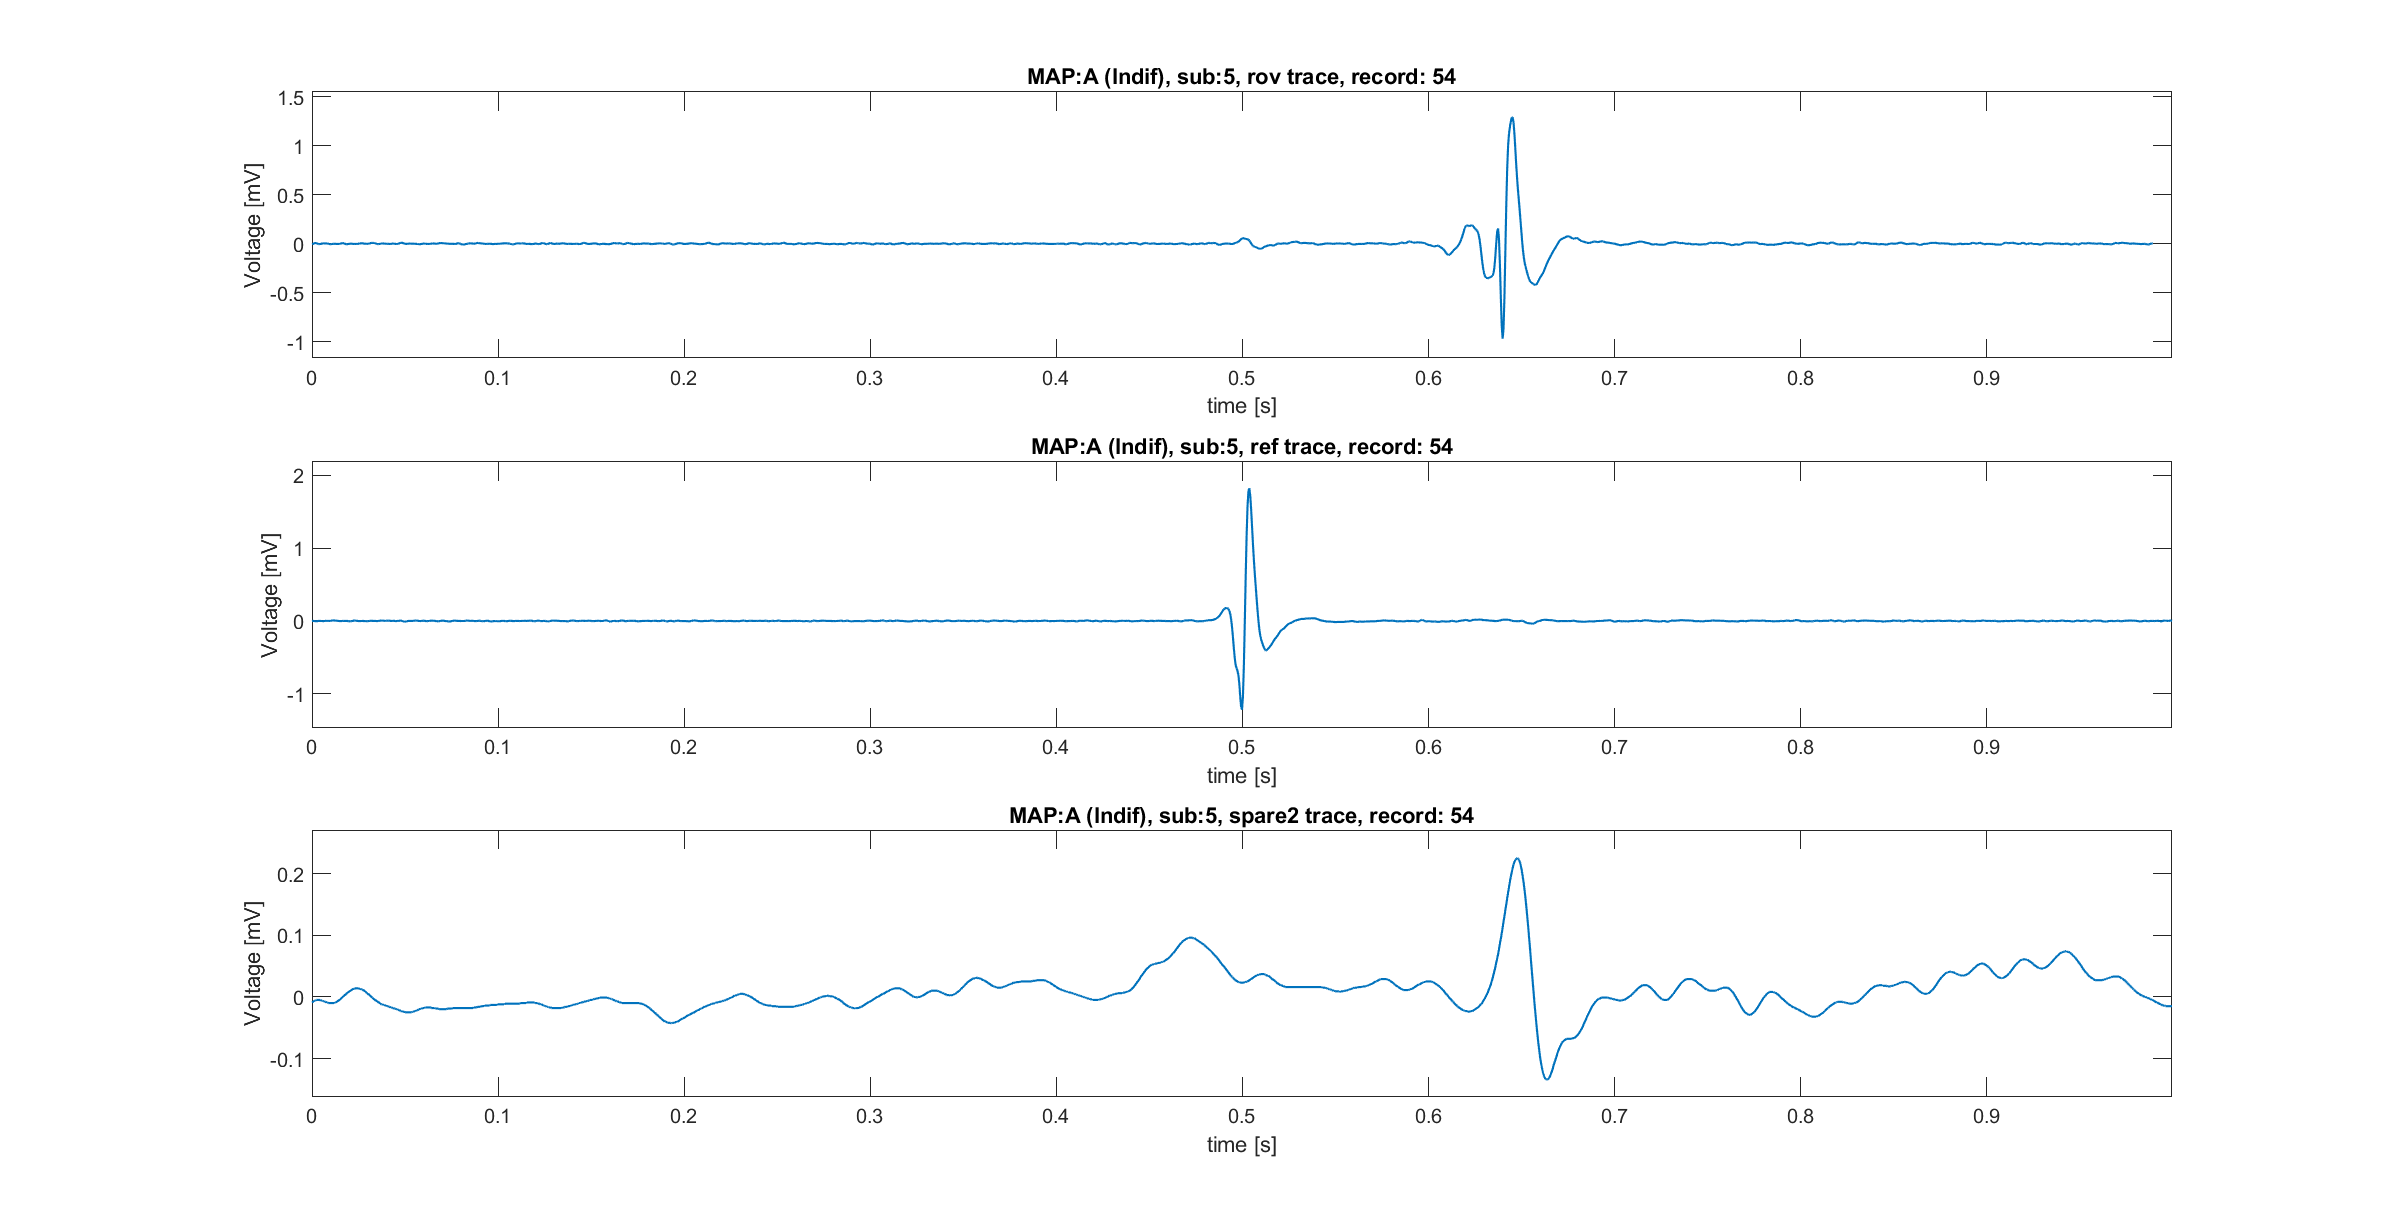 MAP:A (Indif), sub:5, rov trace, record: 54
Voltage [mV]
1.5
1
0.5
0
-0.5
-1
0 0.1 0.2 0.3 0.4 0.5 0.6 0.7 0.8 0.9
time [s]
MAP:A (Indif), sub:5, ref trace, record: 54
Voltage [mV]
2
1
0
-1
0 0.1 0.2 0.3 0.4 0.5 0.6 0.7 0.8 0.9
time [s]
MAP:A (Indif), sub:5, spare2 trace, record: 54
Voltage [mV]
0.2
0.1
0
-0.1
0 0.1 0.2 0.3 0.4 0.5 0.6 0.7 0.8 0.9
time [s]